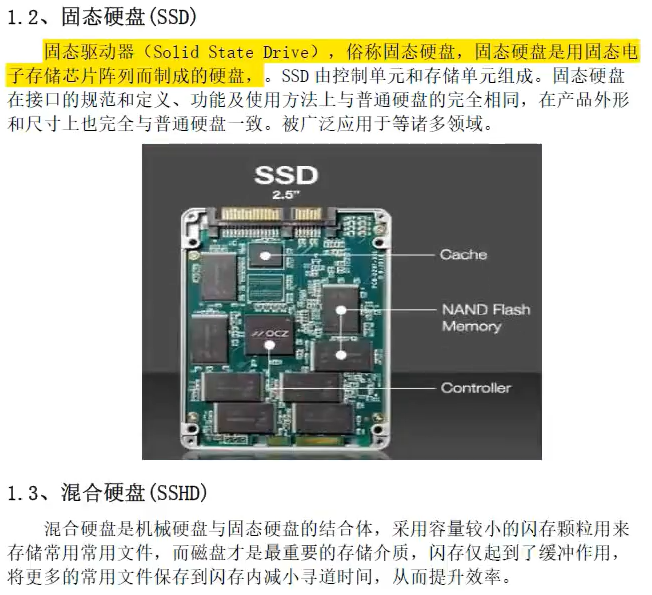 1.2、固态硬盘(SSD)
固态驱动器（Solid State Drive），俗称固态硬盘，固态硬盘是用固态电
子存储芯片阵列而制成的硬盘，。SSD 由控制单元和存储单元组成。固态硬盘
在接口的规范和定义、功能及使用方法上与普通硬盘的完全相同，在产品外形
和尺寸上也完全与普通硬盘一致。被广泛应用于等诸多领域。
SSD
2.5"
Cache
NAND Flash
Memory
OCZ
Controller
1.3、混合硬盘(SSHD)
混合硬盘是机械硬盘与固态硬盘的结合体，采用容量较小的闪存颗粒用来
存储常用常用文件，而磁盘才是最重要的存储介质，闪存仅起到了缓冲作用，
将更多的常用文件保存到闪存内减小寻道时间，从而提升效率。